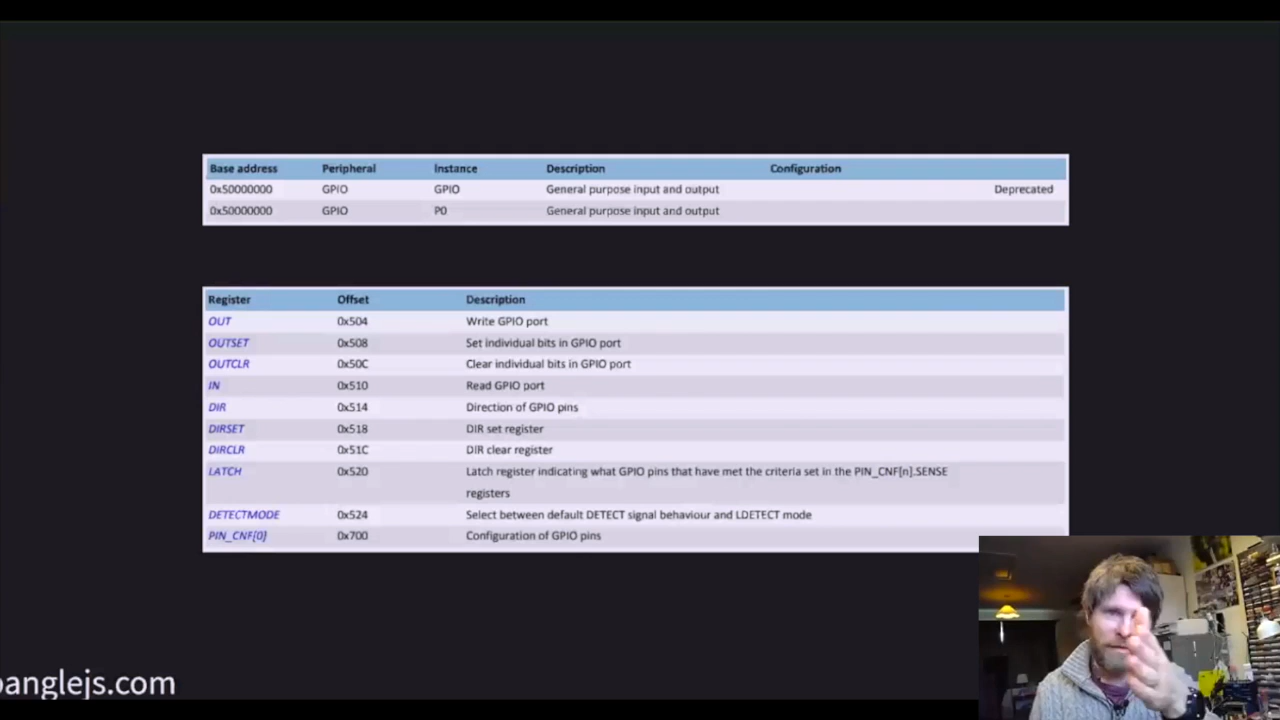 Base address Peripheral Instance Description Configuration
0x50000000 GPIO GPIO General purpose input and output Deprecated
0x50000000 GPIO P0 General purpose input and output
Register Offset Description
OUT 0x504 Write GPIO port
OUTSET 0x508 Set individual bits in GPIO port
OUTCLR 0x50C Clear individual bits in GPIO port
IN 0x510 Read GPIO port
DIR 0x514 Direction of GPIO pins
DIRSET 0x518 DIR set register
DIRCLR 0x51C DIR clear register
LATCH 0x520 Latch register indicating what GPIO pins that have met the criteria set in the PIN_CNF[n].SENSE
registers
DETECTMODE 0x524 Select between default DETECT signal behaviour and LDETECT mode
PIN_CNF[0] 0x700 Configuration of GPIO pins
banglejs.com